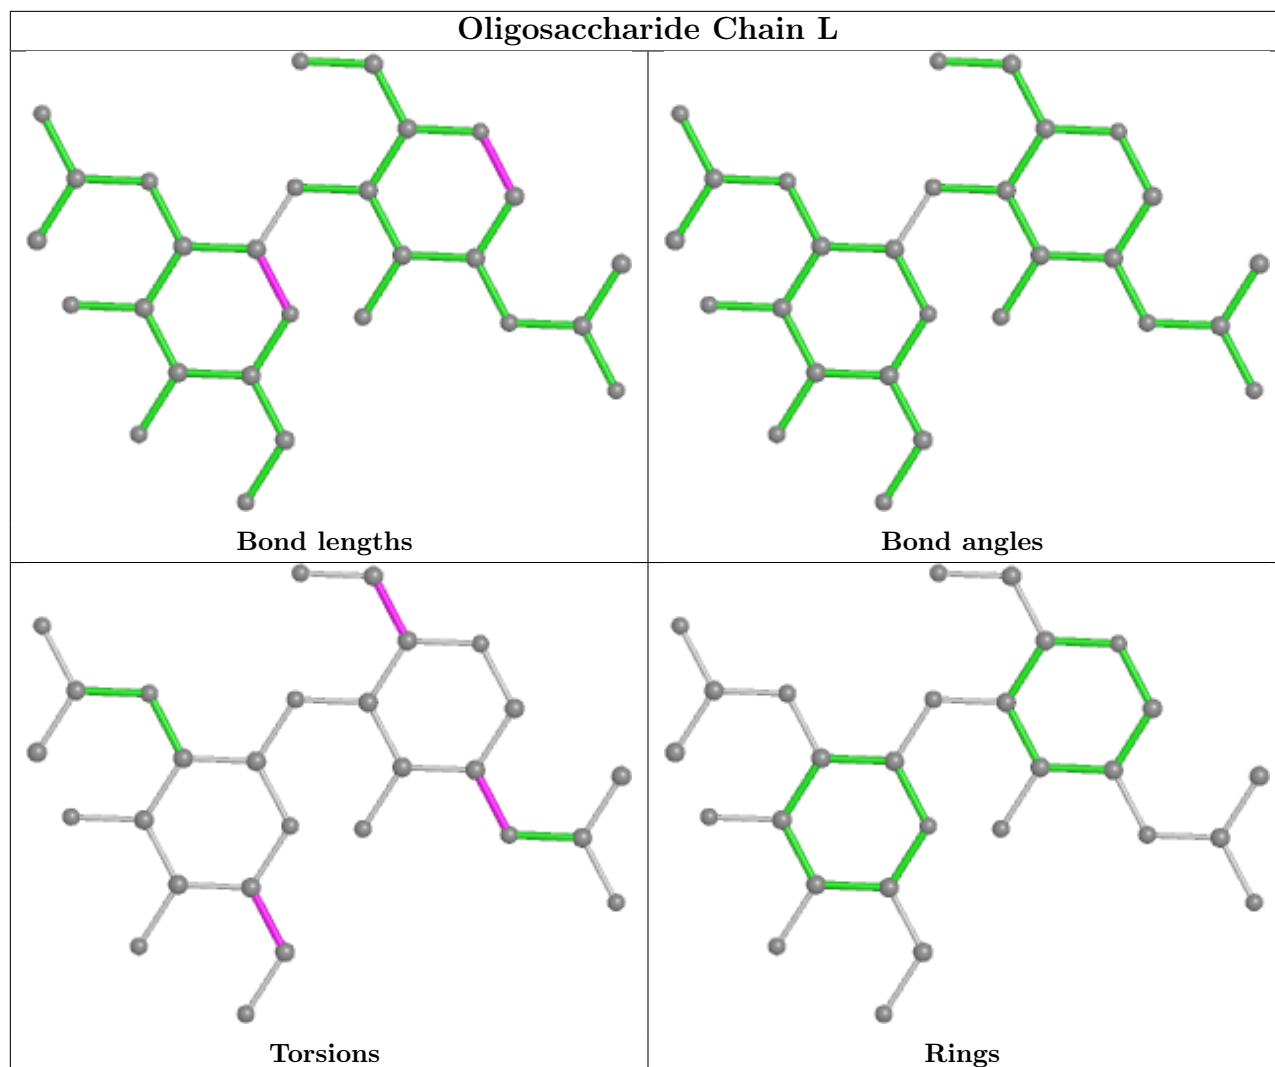 Oligosaccharide Chain L
Bond lengths
Bond angles
Torsions
Rings